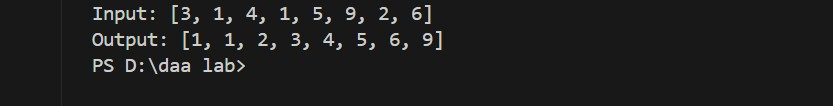 Input: [3, 1, 4, 1, 5, 9, 2, 6]
Output: [1, 1, 2, 3, 4, 5, 6, 9]
PS D:\daa lab>